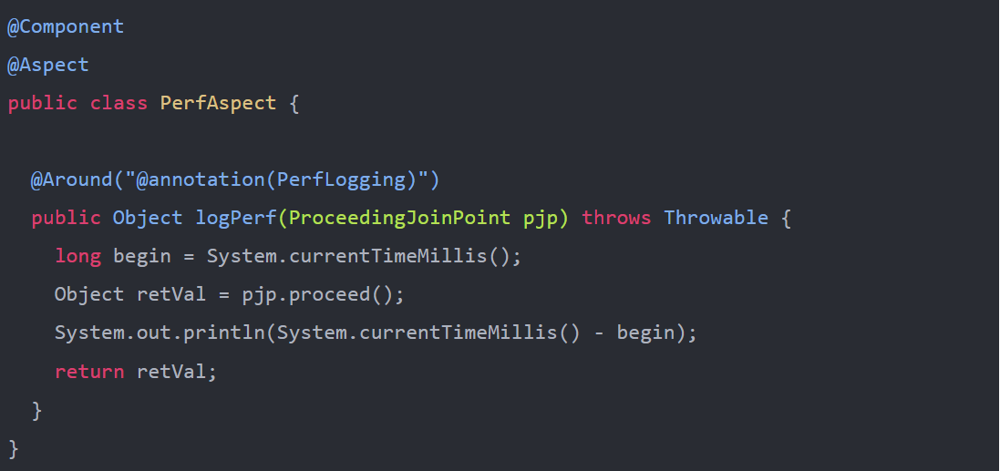 @Component
@Aspect
public class PerfAspect {
@Around("@annotation(PerfLogging)")
public Object logPerf(ProceedingJoinPoint pjp) throws Throwable {
long begin = System.currentTimeMillis();
Object retVal = pjp.proceed();
System.out.println(System.currentTimeMillis() - begin);
return retVal;
}
}